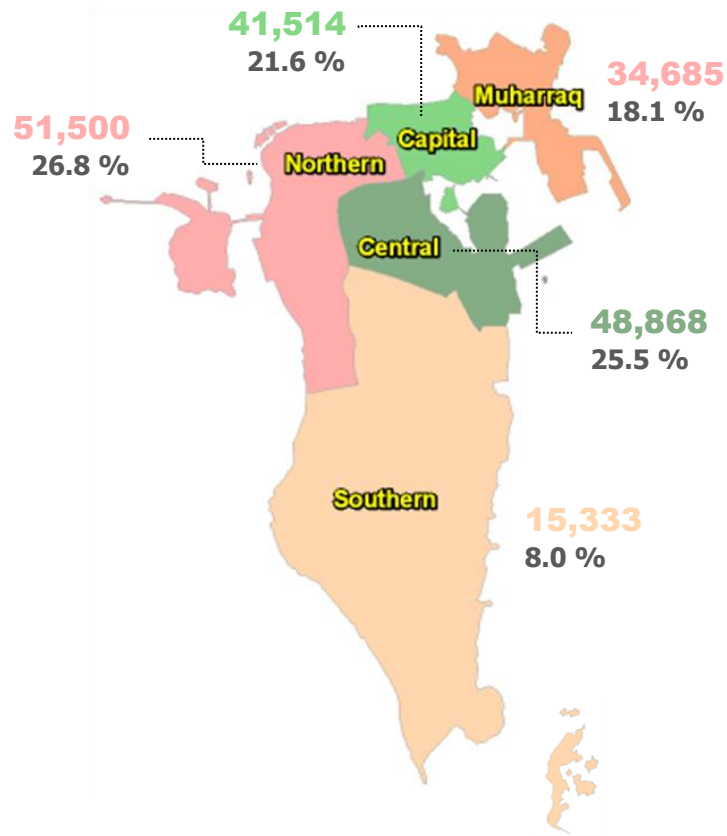 41,514
21.6 %
Muharraq
34,685
18.1 %
51,500
26.8 %
Capital
Northern
Central
48,868
25.5 %
Southern
15,333
8.0 %